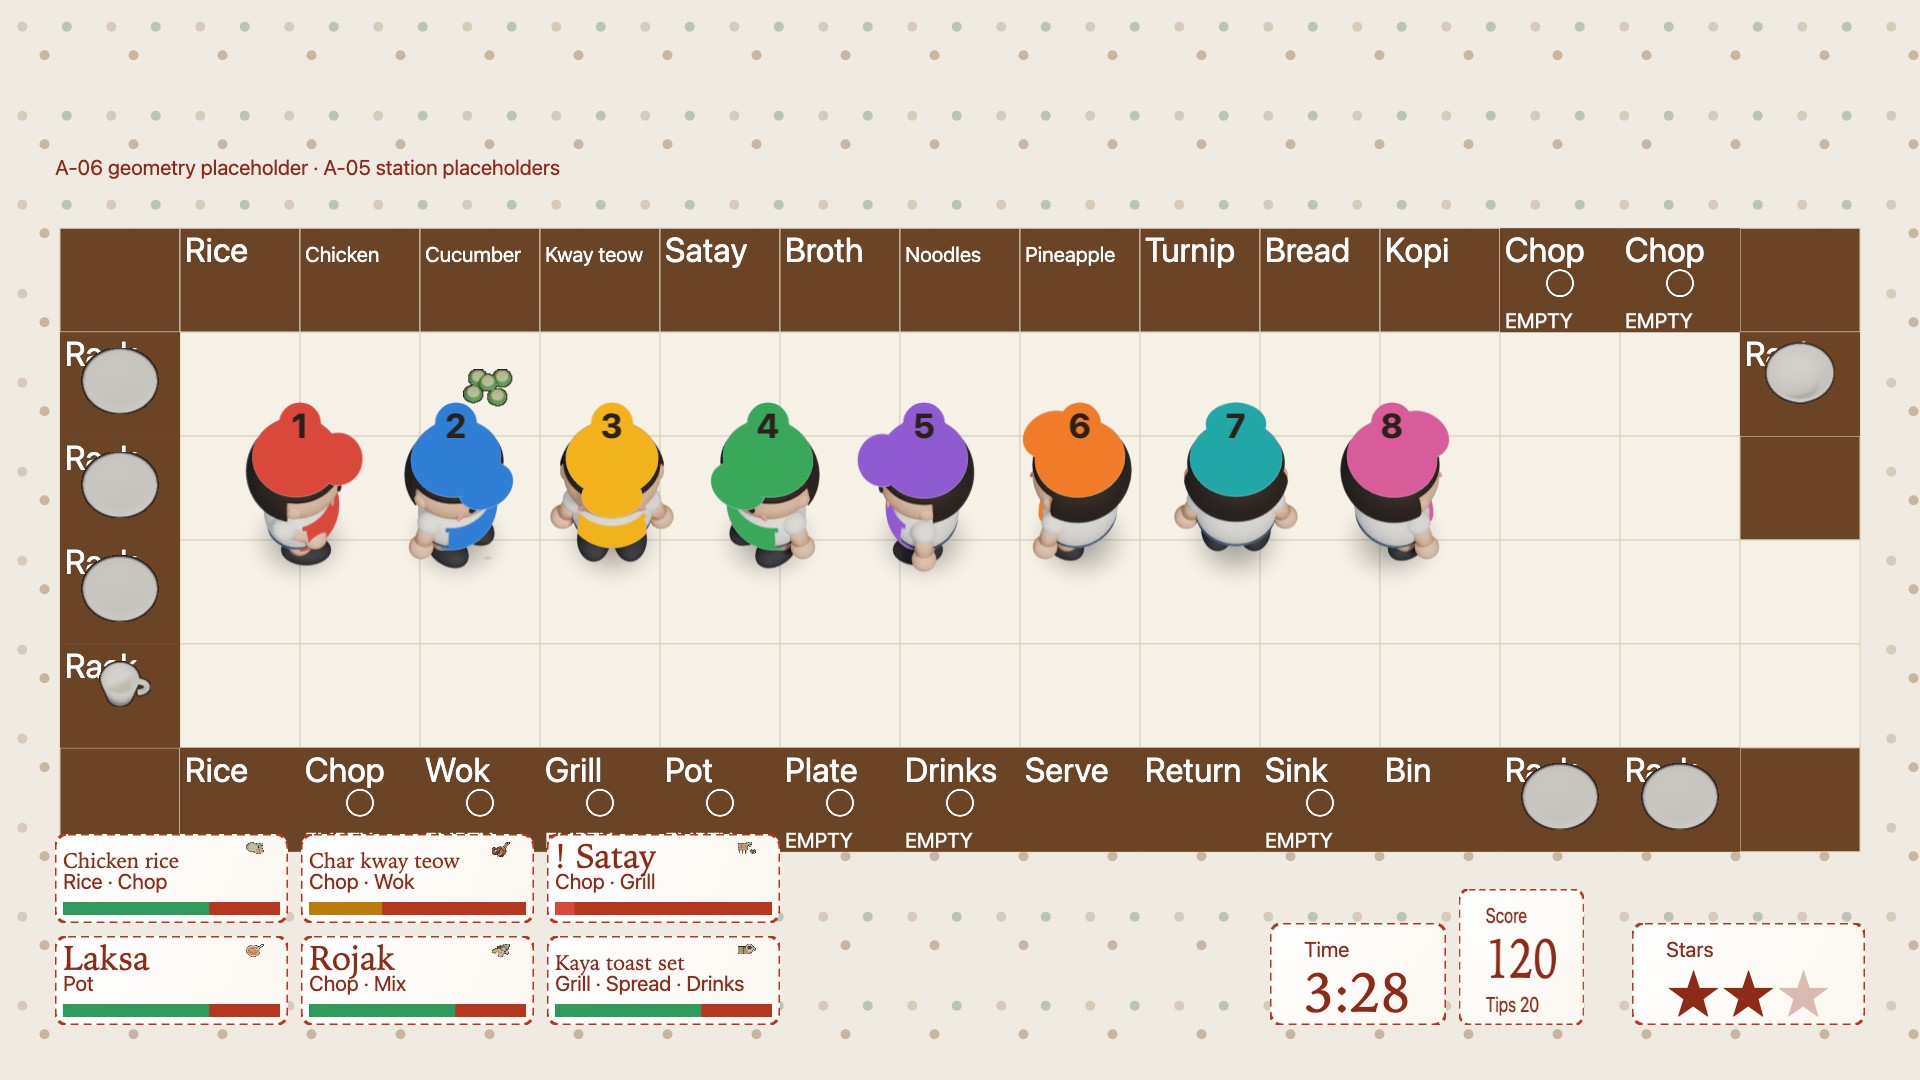 A-06 geometry placeholder · A-05 station placeholders
Rice Chicken Cucumber Kway teow Satay Broth Noodles Pineapple Turnip Bread Kopi Chop Chop
EMPTY EMPTY
1 2 3 4 5 6 7 8
Rice Chop Wok Grill Pot Plate Drinks Serve Return Sink Bin
EMPTY EMPTY EMPTY
Chicken rice
Rice · Chop
Char kway teow
Chop · Wok
! Satay
Chop · Grill
Laksa
Pot
Rojak
Chop · Mix
Kaya toast set
Grill · Spread · Drinks
Time
3:28
Score
120
Tips 20
Stars